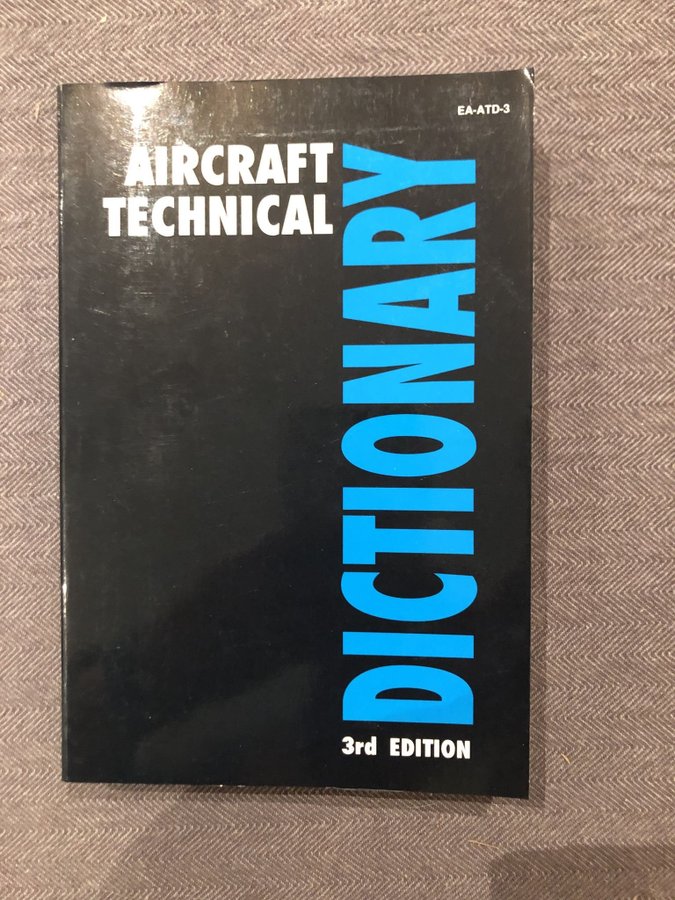 EA-ATD-3
AIRCRAFT
TECHNICAL
DICTIONARY
3rd EDITION